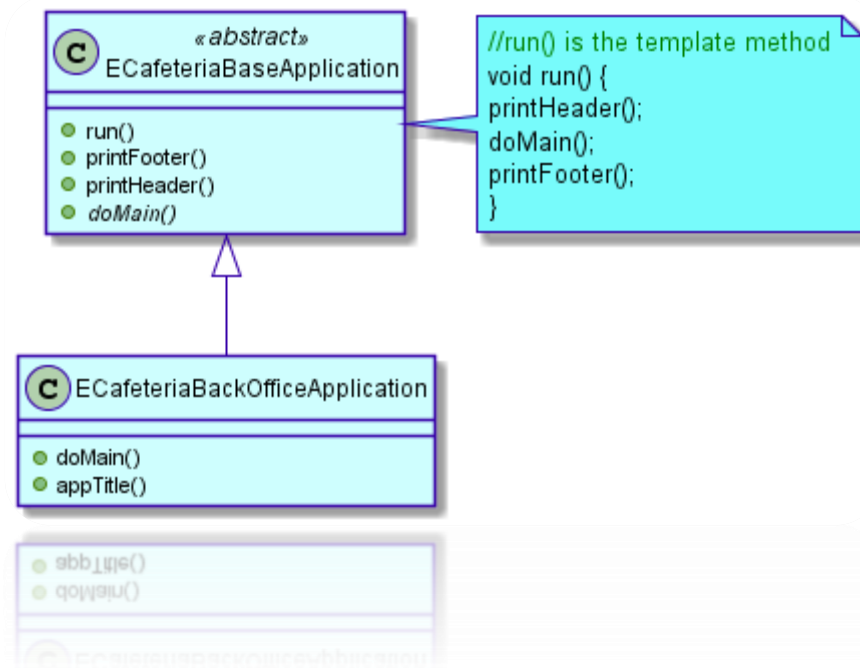 C
«abstract»
ECafeteriaBaseApplication
run()
printFooter()
printHeader()
doMain()
//run() is the template method
void run() {
printHeader();
doMain();
printFooter();
}
C
ECafeteriaBackOfficeApplication
doMain()
appTitle()